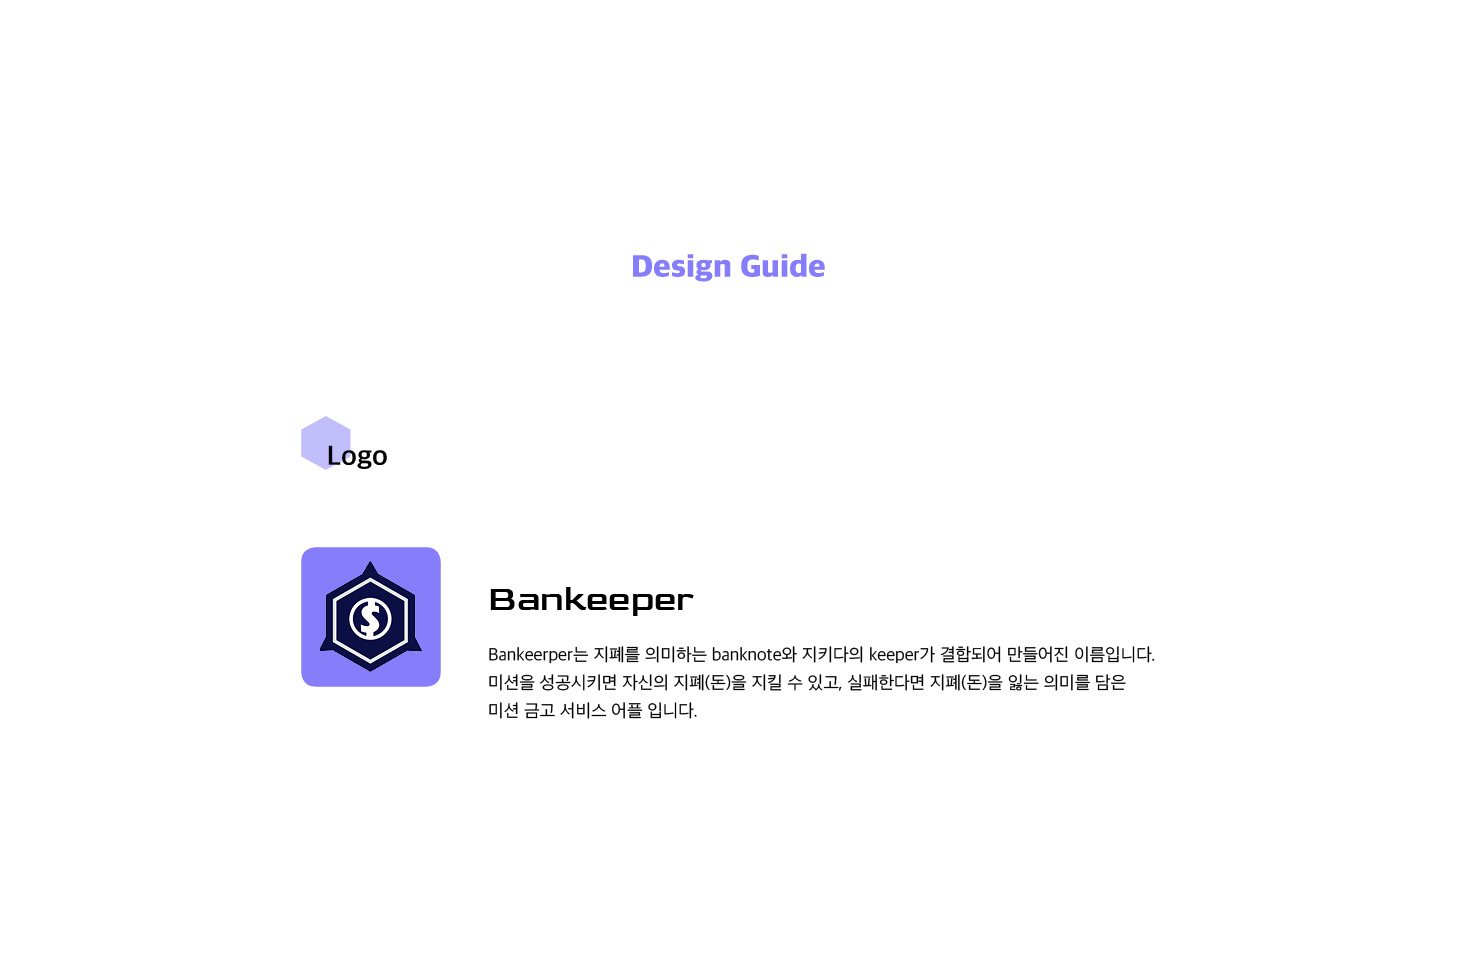 Design Guide
Logo
Bankeeper
Bankeerper는 지폐를 의미하는 banknote와 지키다의 keeper가 결합되어 만들어진 이름입니다.
미션을 성공시키면 자신의 지폐(돈)을 지킬 수 있고, 실패한다면 지폐(돈)을 잃는 의미를 담은
미션 금고 서비스 어플 입니다.